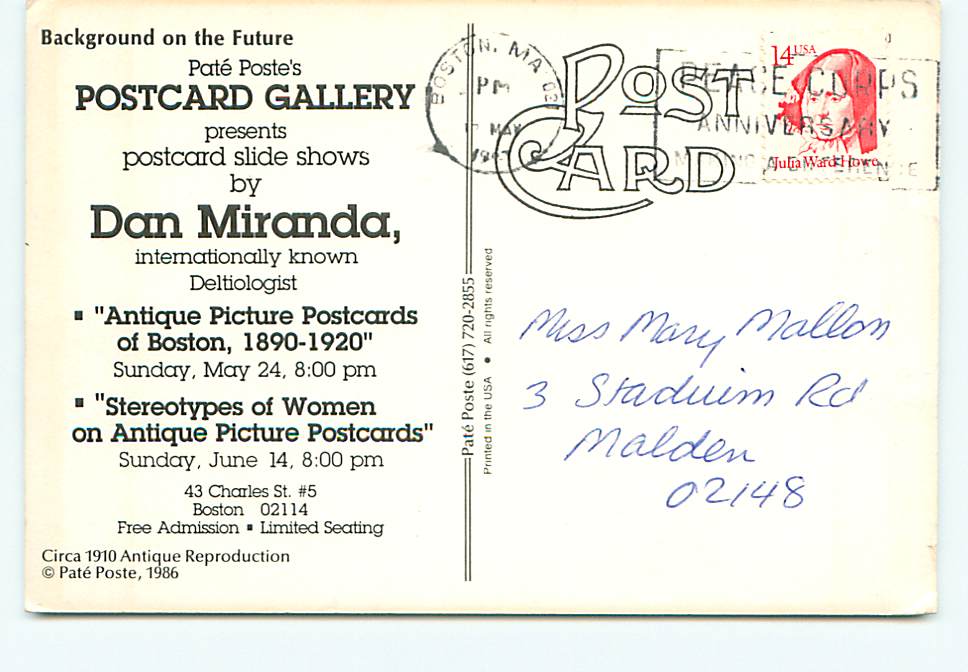 Background on the Future
Paté Poste's
POSTCARD GALLERY
presents
postcard slide shows
by
Dan Miranda,
internationally known
Deltiologist
▪ "Antique Picture Postcards
of Boston, 1890-1920"
Sunday, May 24, 8:00 pm
▪ "Stereotypes of Women
on Antique Picture Postcards"
Sunday, June 14, 8:00 pm
43 Charles St. #5
Boston 02114
Free Admission ▪ Limited Seating
Circa 1910 Antique Reproduction
© Paté Poste, 1986
Paté Poste (617) 720-2855
Printed in the USA • All rights reserved
POST
CARD
BOSTON, MA
PM
MAY
PEACE CORPS
ANNIVERSARY
14 USA
Julia Ward Howe
Miss Mary Mallon
3 Staduim Rd
Malden
02148